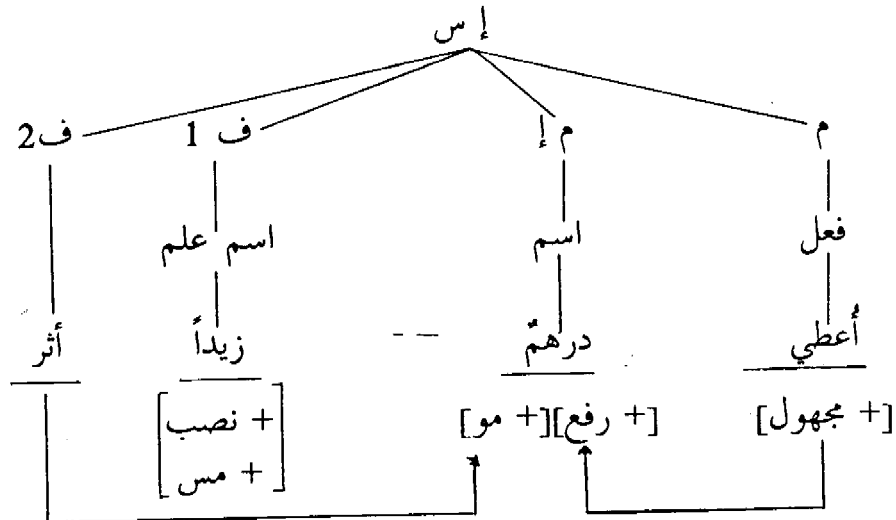 إ س
م م إ ف 1 ف2
فعل اسم اسم علم
أُعطي درهمٌ -- زيداً أثر
[+ مجهول] [+ رفع][+ مو] [+ نصب
+ مس]